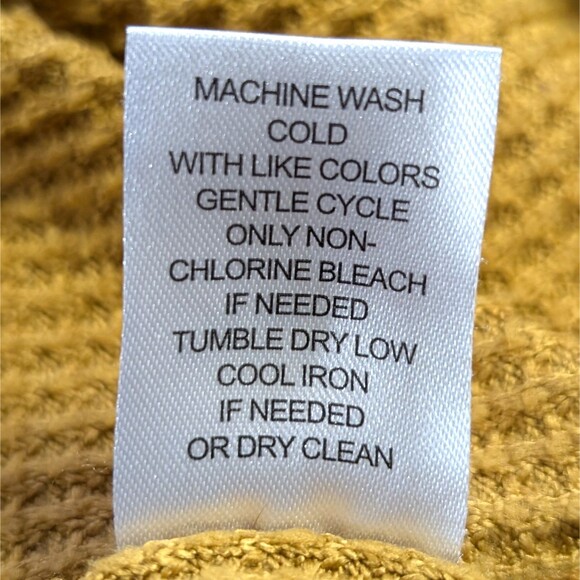 MACHINE WASH
COLD
WITH LIKE COLORS
GENTLE CYCLE
ONLY NON-
CHLORINE BLEACH
IF NEEDED
TUMBLE DRY LOW
COOL IRON
IF NEEDED
OR DRY CLEAN